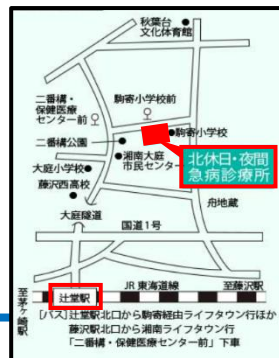 秋葉台
文化体育館
二番構・
保健医療
センター前
駒寄小学校前
二番構公園
駒寄小学校
湘南大庭
市民センター
北休日・夜間
急病診療所
大庭小学校
藤沢西高校
舟地蔵
大庭隧道
国道1号
JR 東海道線
至茅ヶ崎駅
辻堂駅
至藤沢駅
[バス]辻堂駅北口から駒寄経由ライフタウン行ほか
藤沢駅北口から湘南ライフタウン行
「二番構・保健医療センター前」下車